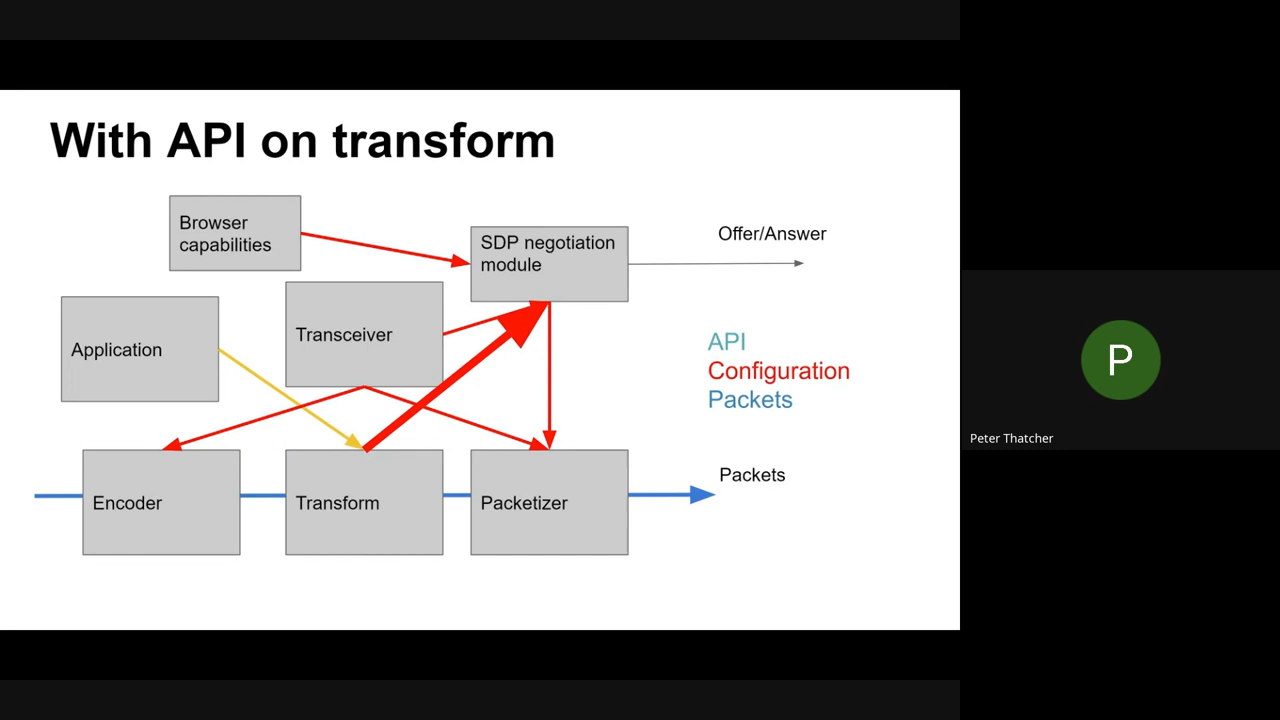 With API on transform
Browser
capabilities
SDP negotiation
module
Offer/Answer
Application
Transceiver
API
Configuration
Packets
Encoder
Transform
Packetizer
Packets
P
Peter Thatcher